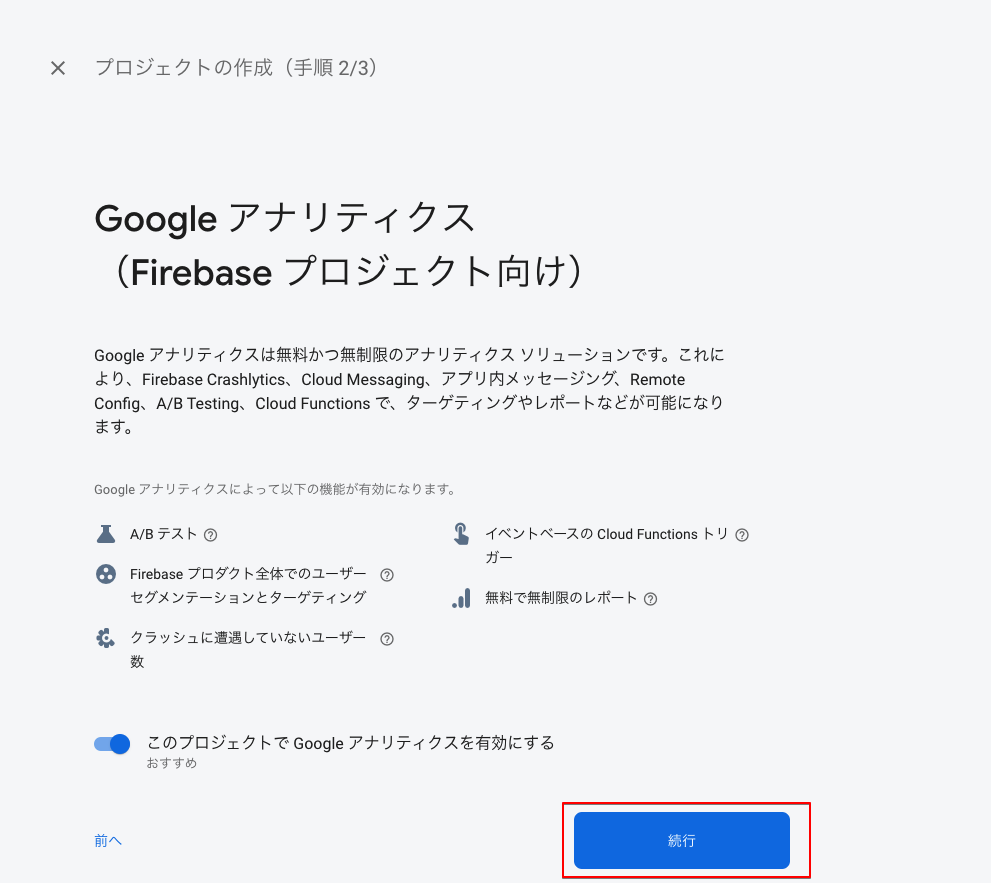 プロジェクトの作成（手順 2/3）
Google アナリティクス
（Firebase プロジェクト向け）
Google アナリティクスは無料かつ無制限のアナリティクス ソリューションです。これに
より、Firebase Crashlytics、Cloud Messaging、アプリ内メッセージング、Remote
Config、A/B Testing、Cloud Functions で、ターゲティングやレポートなどが可能になり
ます。
Google アナリティクスによって以下の機能が有効になります。
A/B テスト
Firebase プロダクト全体でのユーザー
セグメンテーションとターゲティング
クラッシュに遭遇していないユーザー
数
イベントベースの Cloud Functions トリ
ガー
無料で無制限のレポート
このプロジェクトで Google アナリティクスを有効にする
おすすめ
前へ
続行